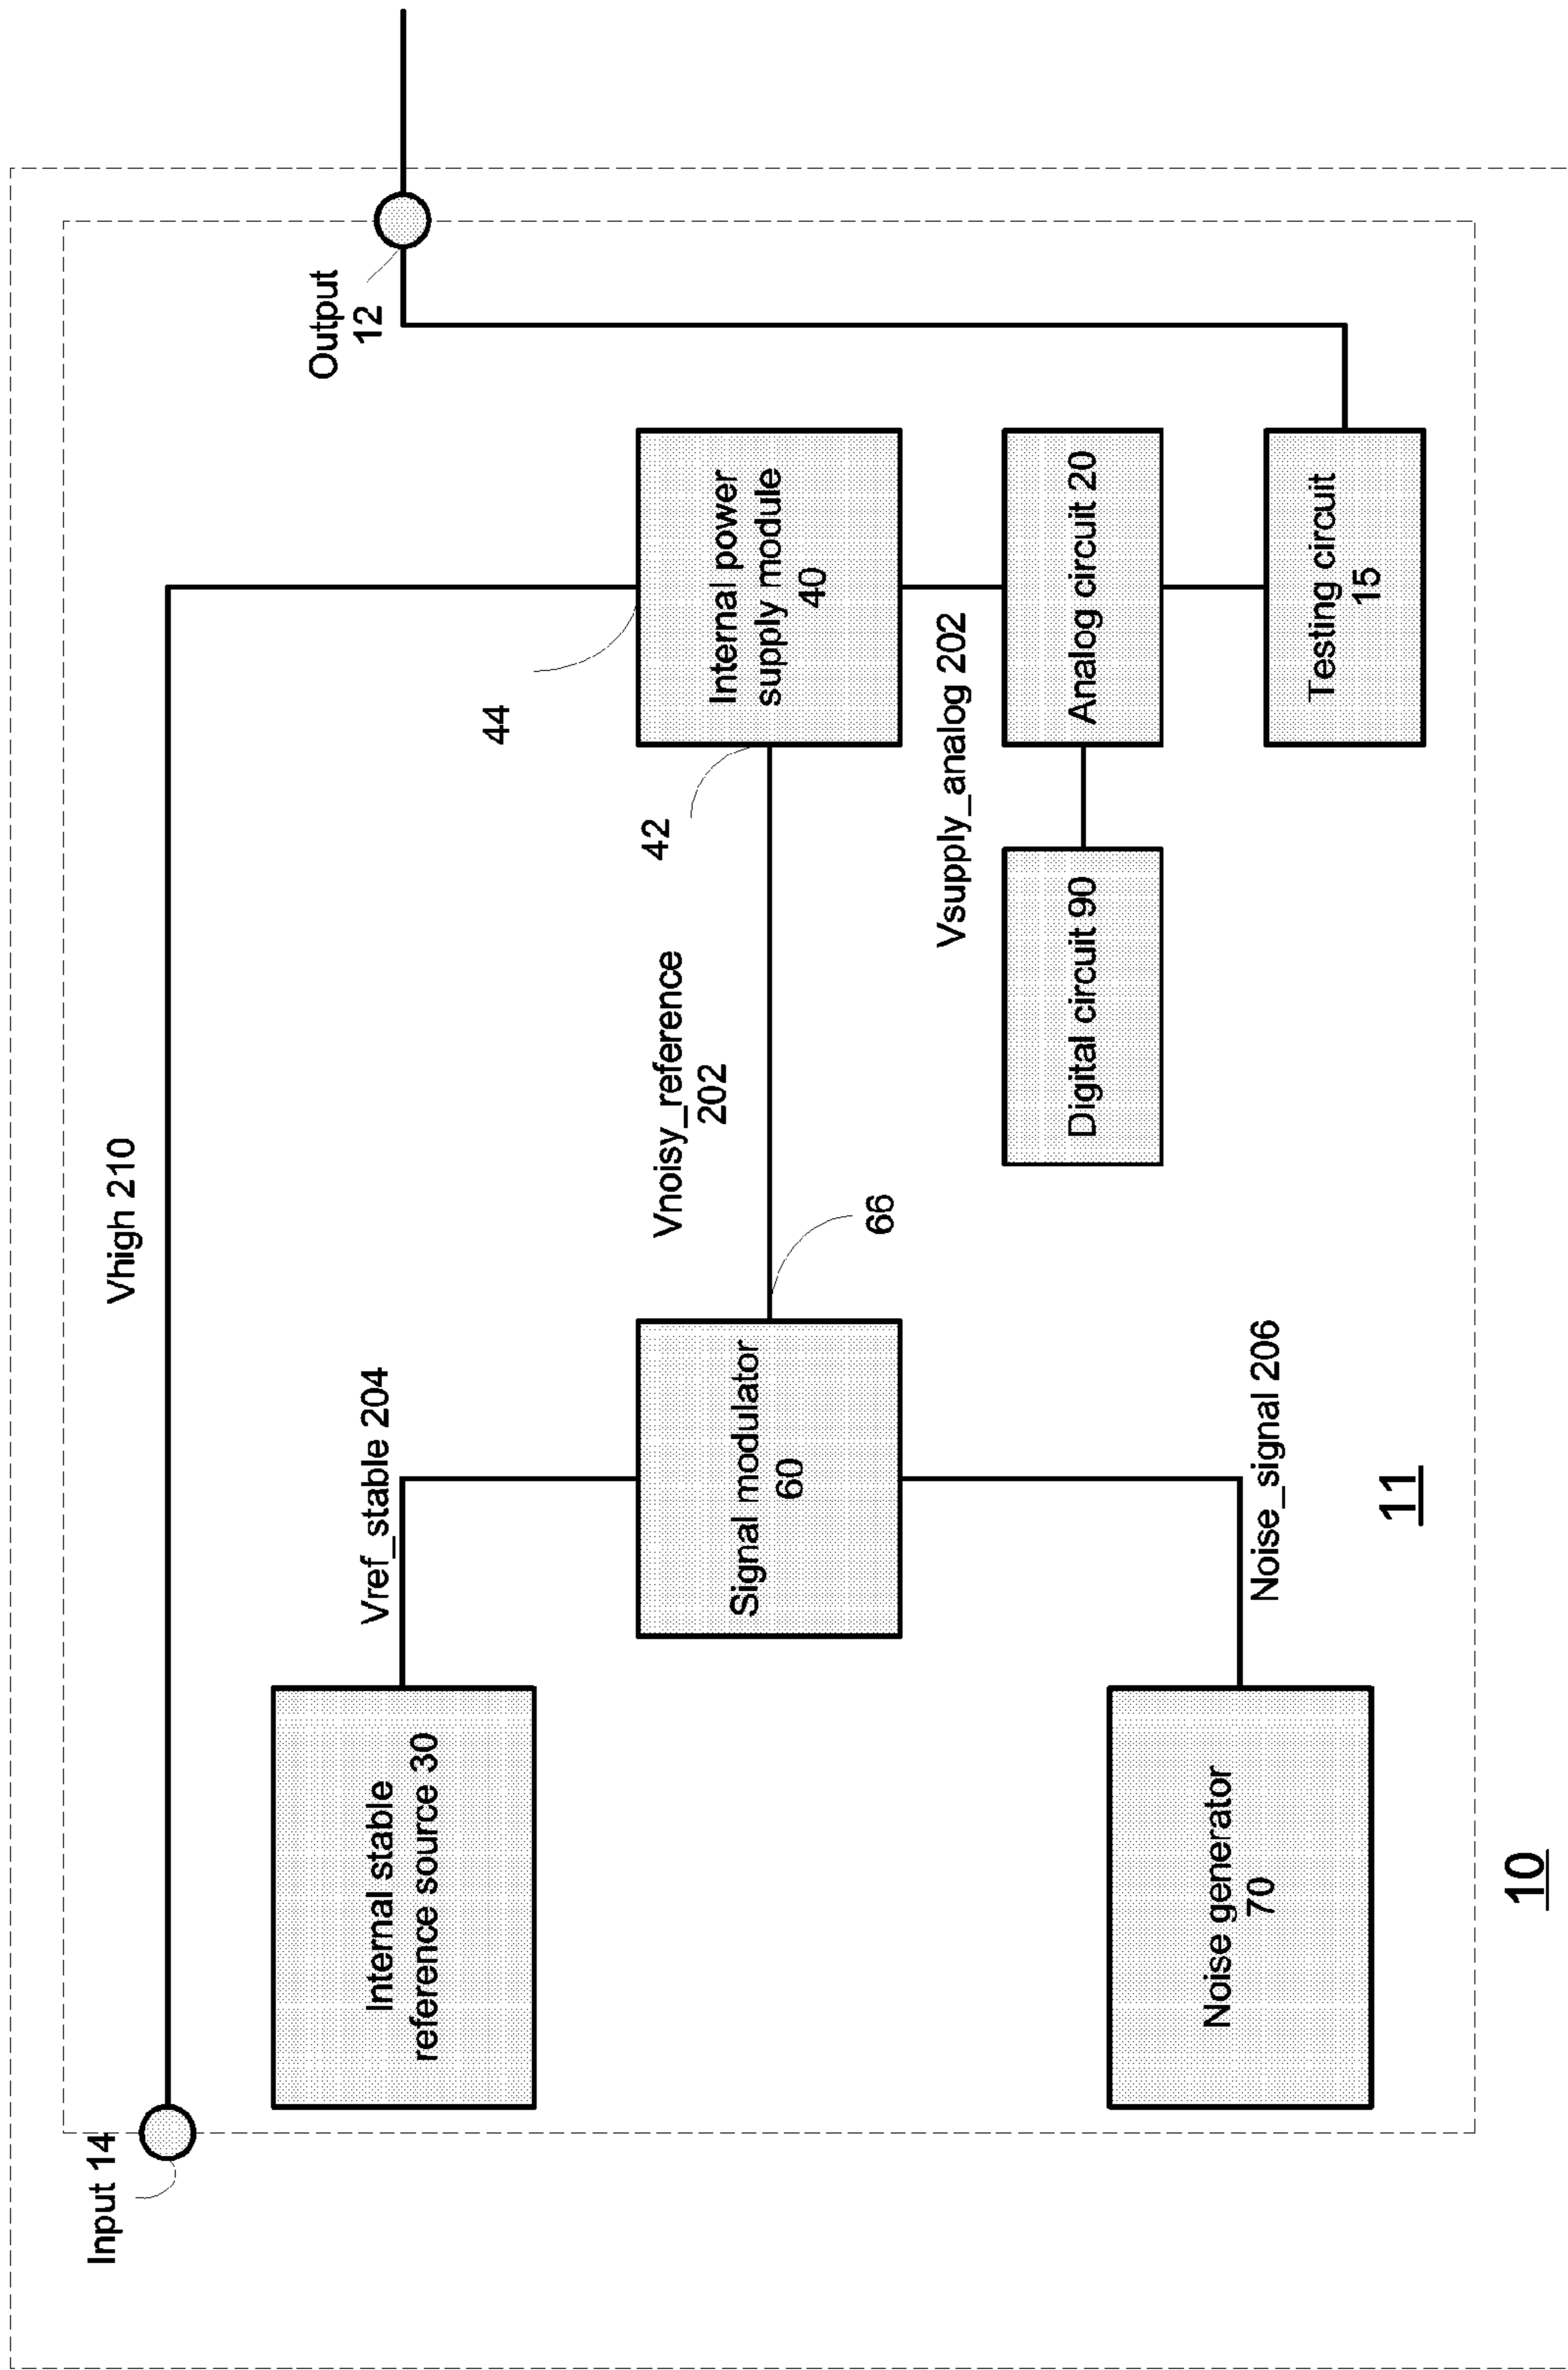 Input 14
Vhigh 210
Output
12
Internal stable
reference source 30
Vref_stable 204
44
42
Internal power
supply module
40
Vnoisy_reference
202
Signal modulator
60
66
Vsupply_analog 202
Digital circuit 90
Analog circuit 20
Noise generator
70
Noise_signal 206
Testing circuit
15
11
10